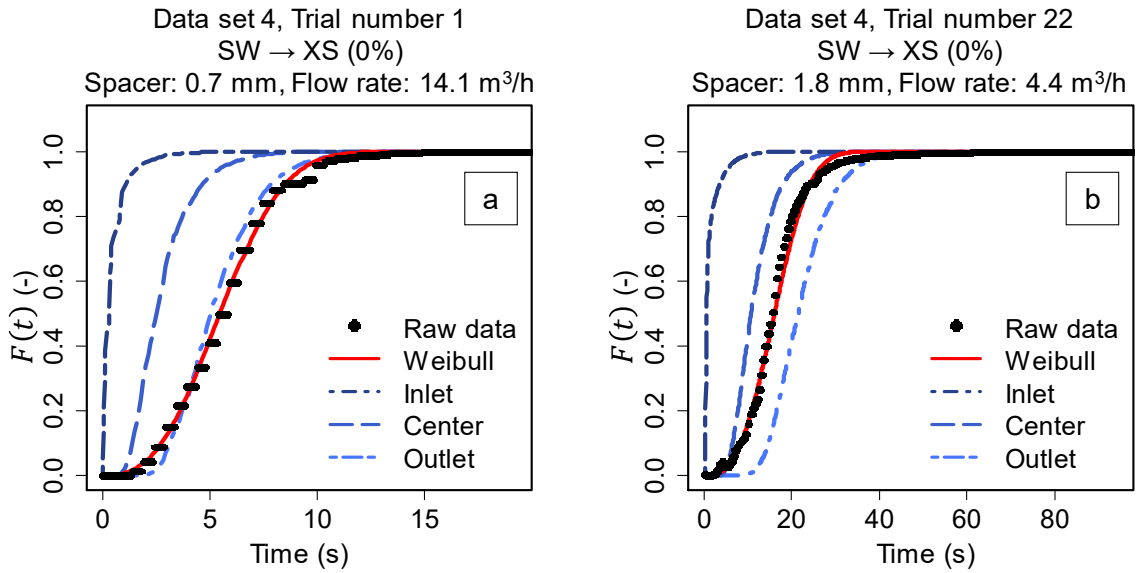 Data set 4, Trial number 1
SW → XS (0%)
Spacer: 0.7 mm, Flow rate: 14.1 m³/h
F(t) (-)
1.0
0.8
0.6
0.4
0.2
0.0
a
Raw data
Weibull
Inlet
Center
Outlet
0 5 10 15
Time (s)
Data set 4, Trial number 22
SW → XS (0%)
Spacer: 1.8 mm, Flow rate: 4.4 m³/h
F(t) (-)
1.0
0.8
0.6
0.4
0.2
0.0
b
Raw data
Weibull
Inlet
Center
Outlet
0 20 40 60 80
Time (s)